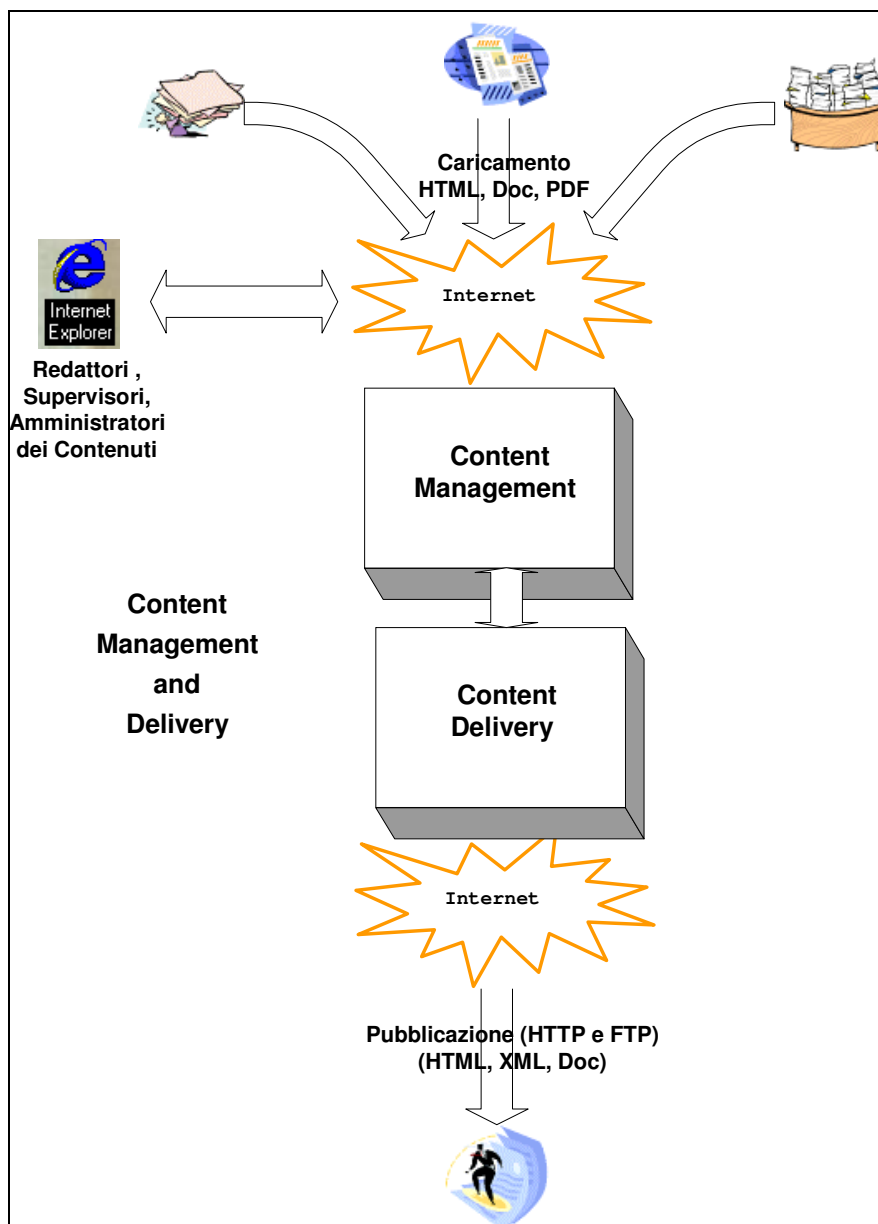 Caricamento
HTML, Doc, PDF
Internet
Internet
Explorer
Redattori ,
Supervisori,
Amministratori
dei Contenuti
Content
Management
Content
Management
and
Delivery
Content
Delivery
Internet
Pubblicazione (HTTP e FTP)
(HTML, XML, Doc)